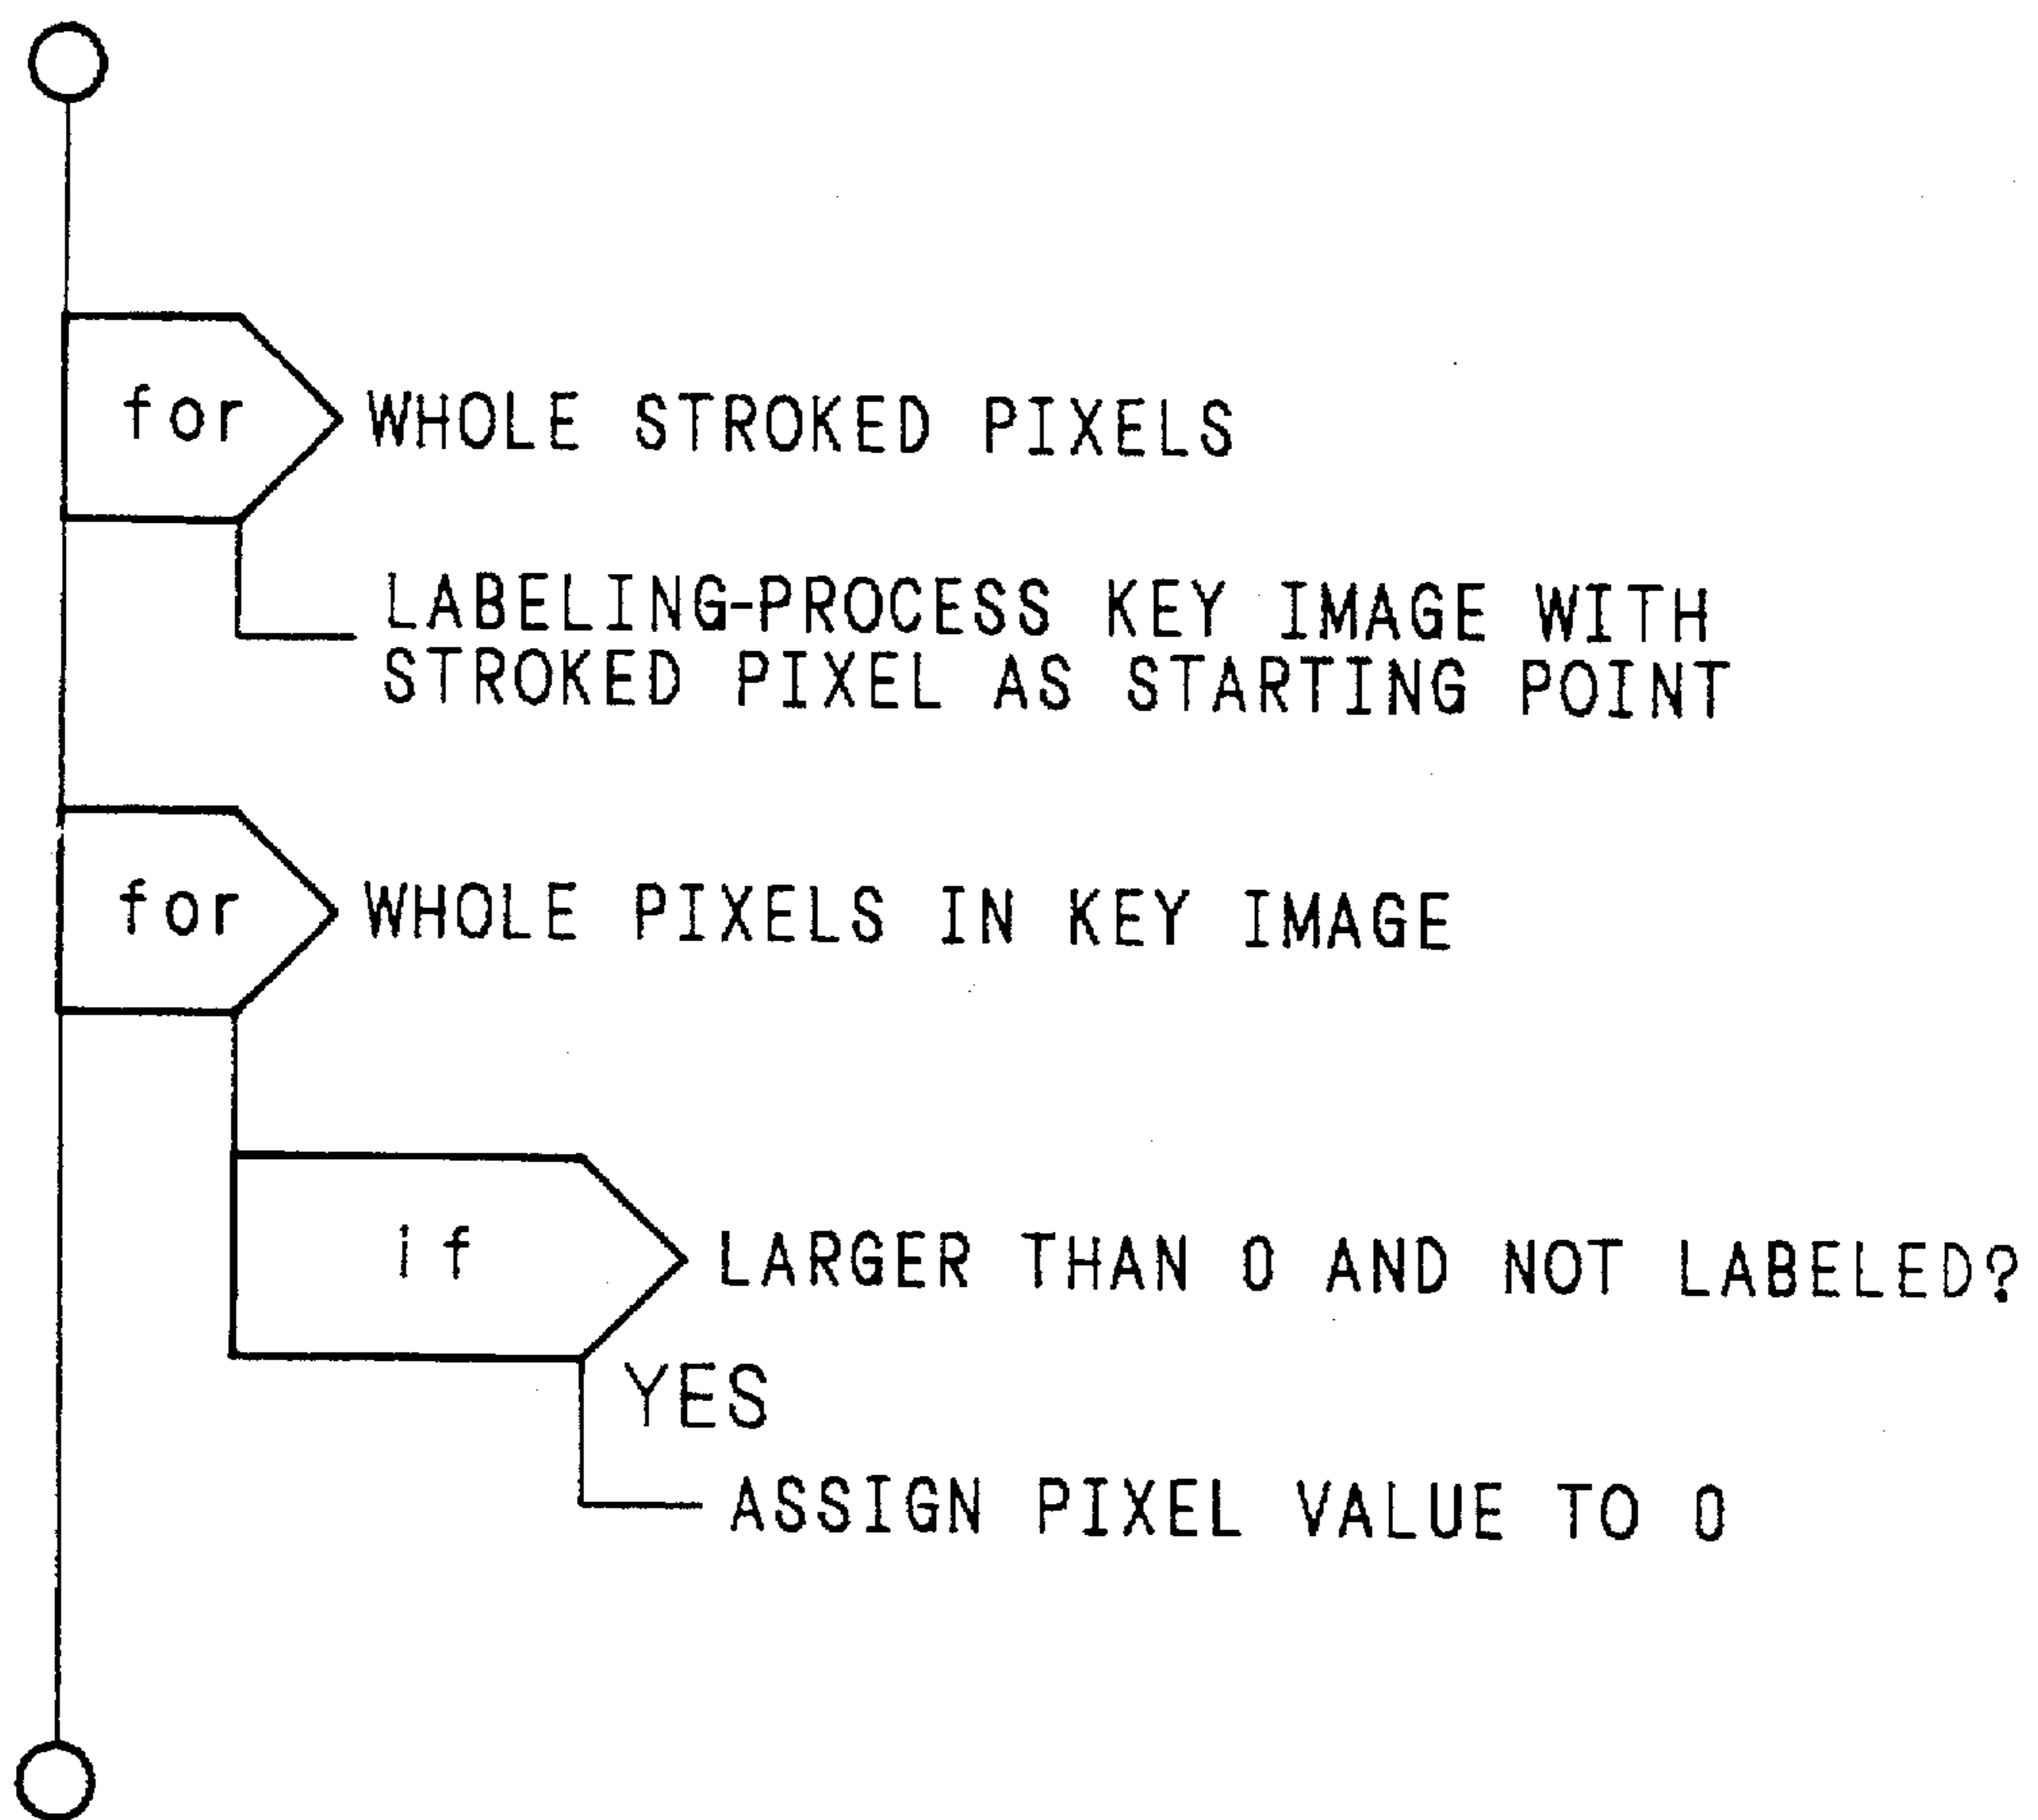 for WHOLE STROKED PIXELS
LABELING-PROCESS KEY IMAGE WITH
STROKED PIXEL AS STARTING POINT
for WHOLE PIXELS IN KEY IMAGE
if LARGER THAN 0 AND NOT LABELED?
YES
ASSIGN PIXEL VALUE TO 0